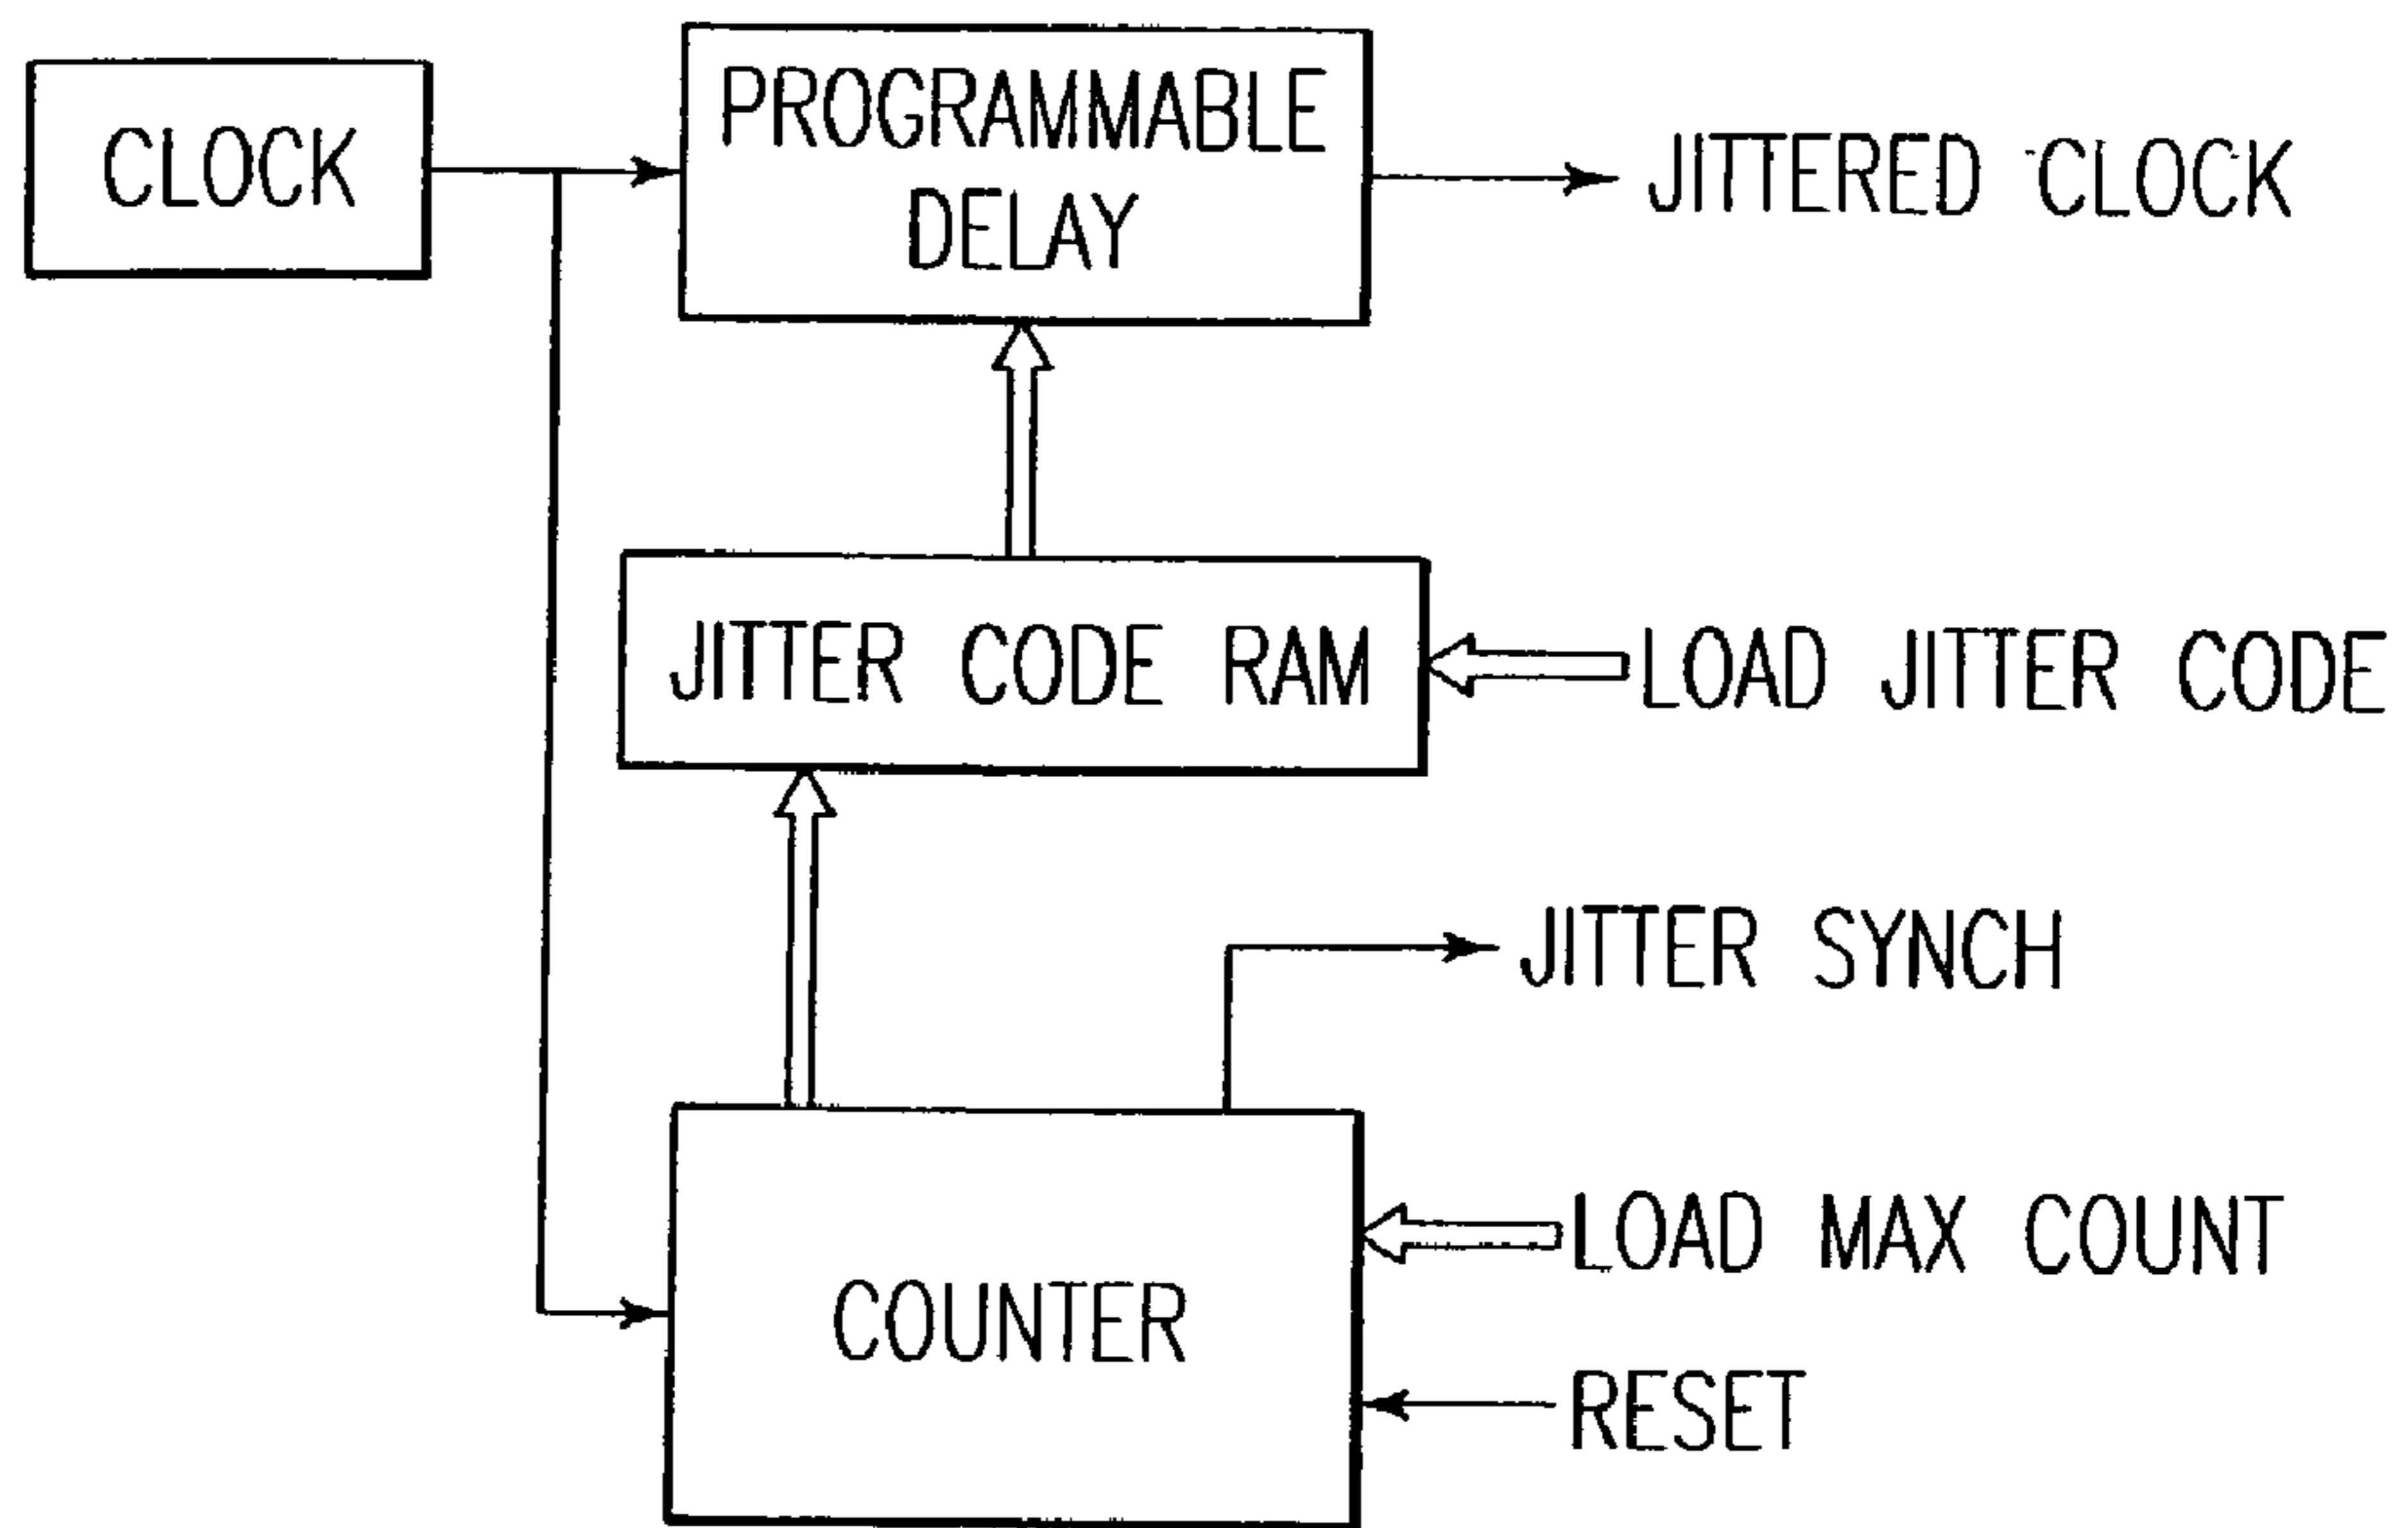 CLOCK
PROGRAMMABLE
DELAY
JITTERED CLOCK
JITTER CODE RAM
LOAD JITTER CODE
JITTER SYNCH
LOAD MAX COUNT
COUNTER
RESET